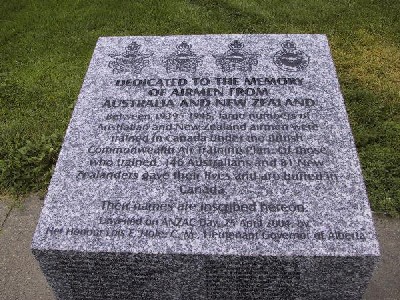 DEDICATED TO THE MEMORY
OF AIRMEN FROM
AUSTRALIA AND NEW ZEALAND
Between 1939 - 1945, large numbers of
Australian and New Zealand airmen were
trained in Canada under the British
Commonwealth Air Training Plan. Of those
who trained, 146 Australians and 81 New
Zealanders gave their lives and are buried in
Canada.
Their names are inscribed hereon.
Unveiled on ANZAC Day, 25 April 2004, by
Her Honour Lois E. Hole, C. M., Lieutenant Governor of Alberta